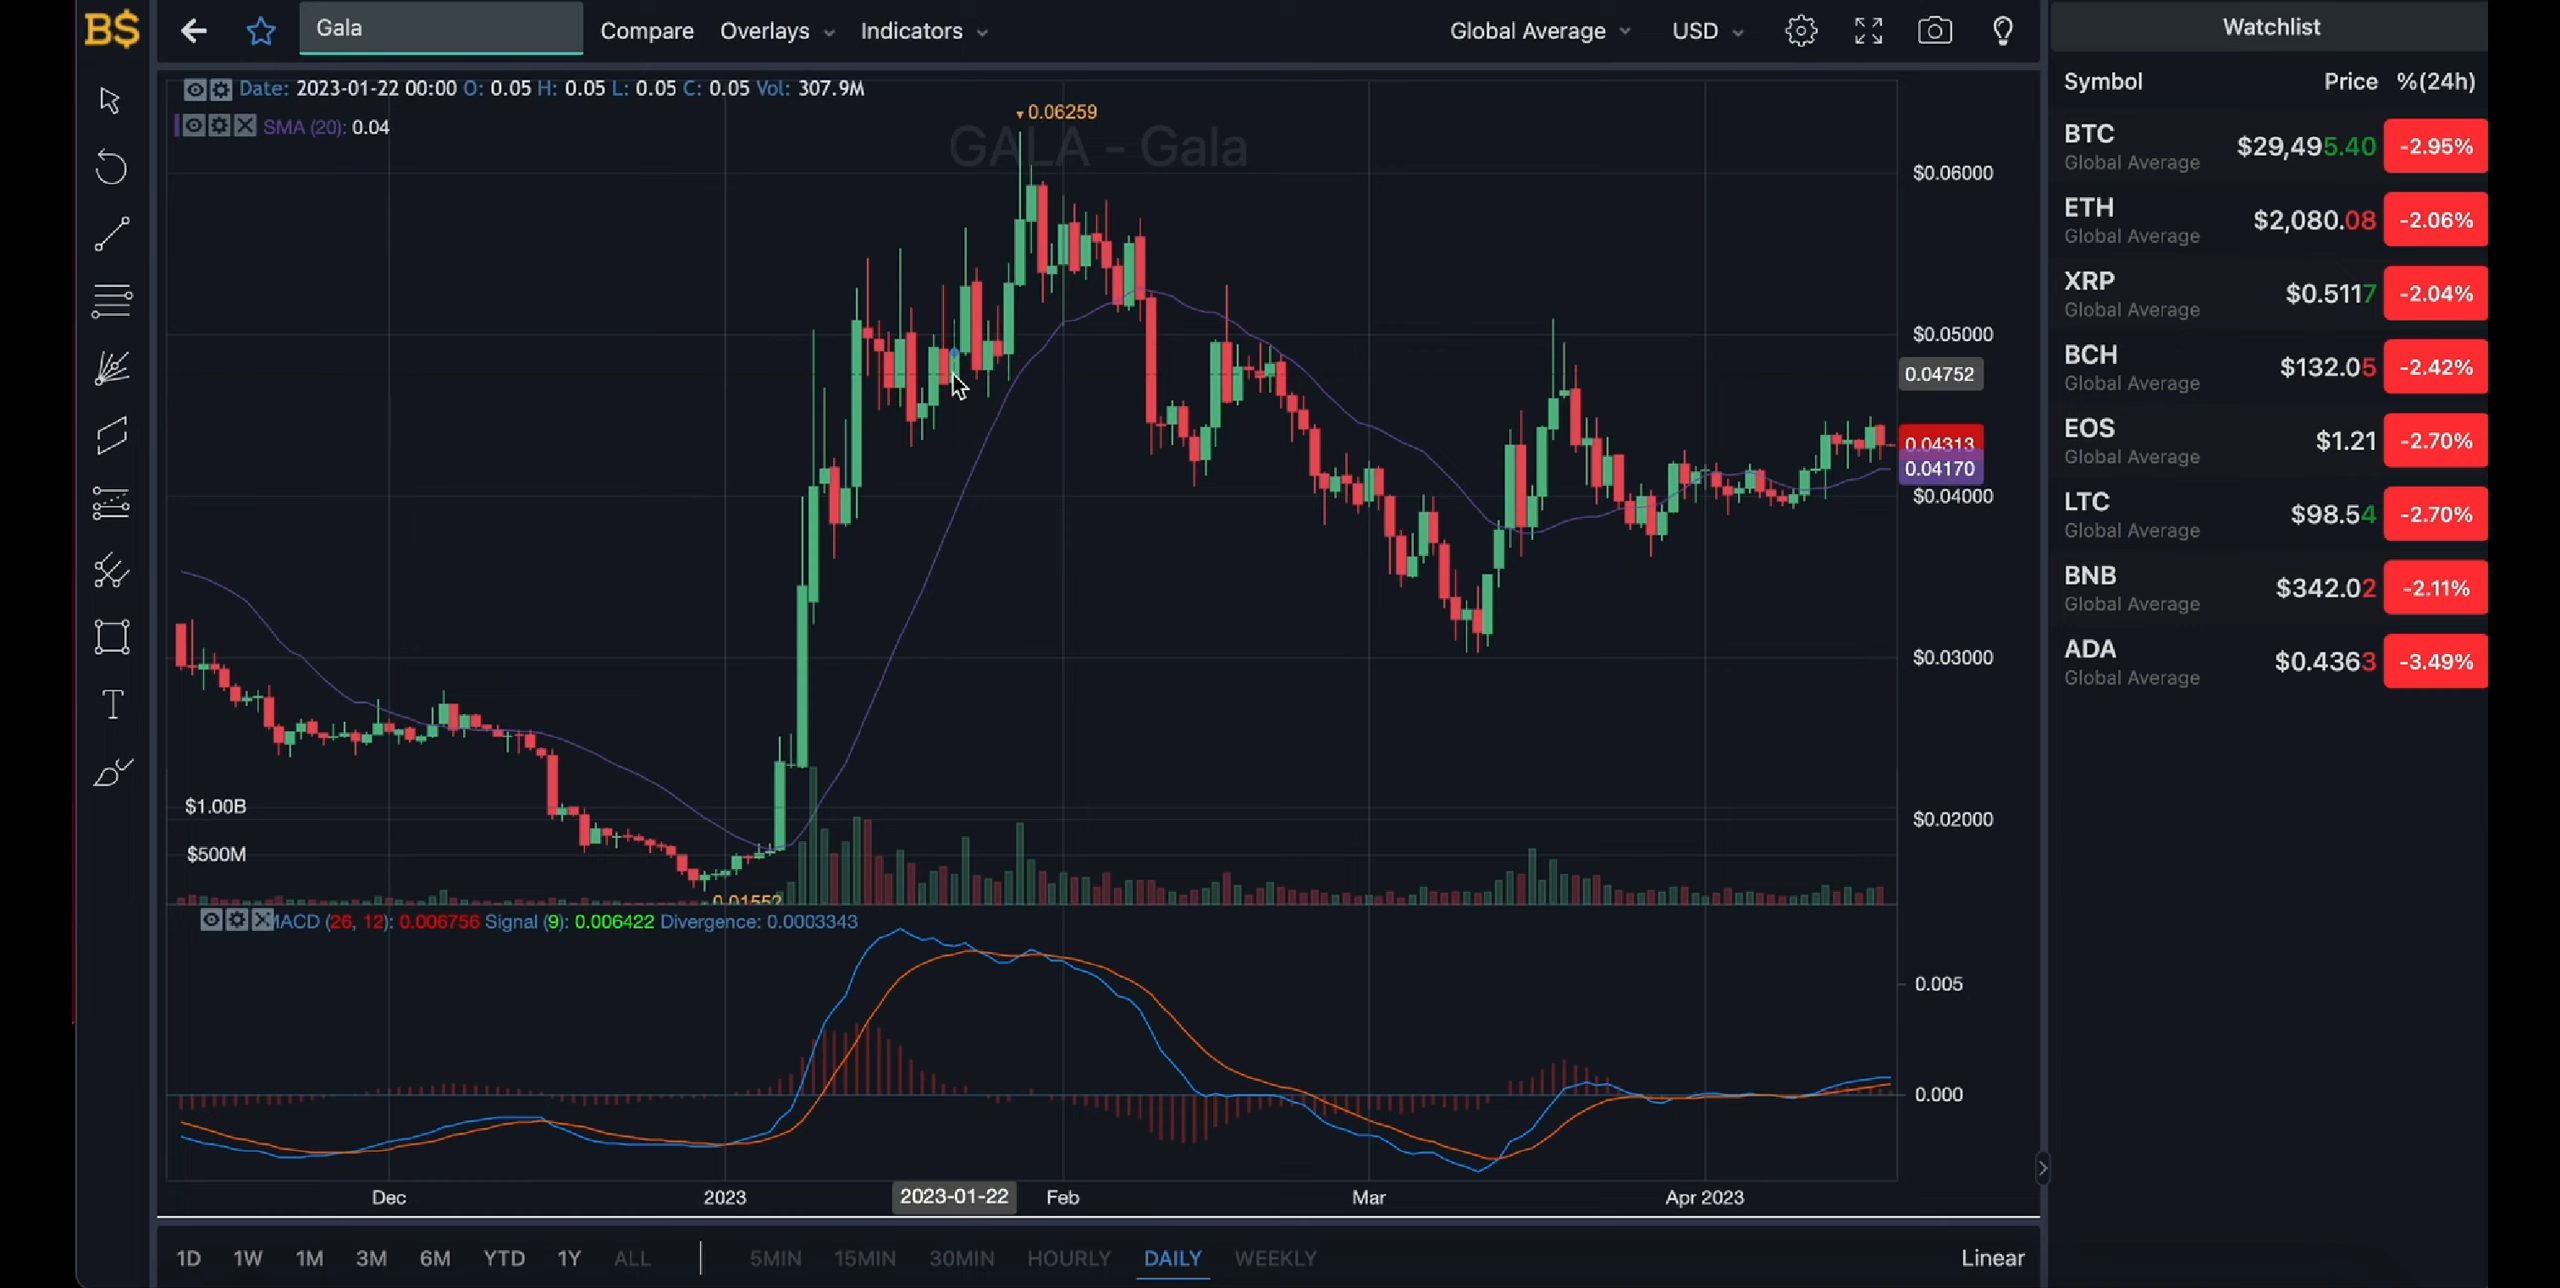 B$
Gala
Compare
Overlays
Indicators
Global Average
USD
Watchlist
Date: 2023-01-22 00:00 O: 0.05 H: 0.05 L: 0.05 C: 0.05 Vol: 307.9M
SMA (20): 0.04
0.06259
GALA - Gala
$0.06000
$0.05000
0.04752
0.04313
0.04170
$0.04000
$0.03000
$0.02000
$1.00B
$500M
0.01552
MACD (26, 12): 0.006756 Signal (9): 0.006422 Divergence: 0.0003343
0.005
0.000
Dec
2023
2023-01-22
Feb
Mar
Apr 2023
1D 1W 1M 3M 6M YTD 1Y ALL
5MIN 15MIN 30MIN HOURLY DAILY WEEKLY
Linear
Symbol Price %(24h)
BTC $29,495.40 -2.95%
Global Average
ETH $2,080.08 -2.06%
Global Average
XRP $0.5117 -2.04%
Global Average
BCH $132.05 -2.42%
Global Average
EOS $1.21 -2.70%
Global Average
LTC $98.54 -2.70%
Global Average
BNB $342.02 -2.11%
Global Average
ADA $0.4363 -3.49%
Global Average